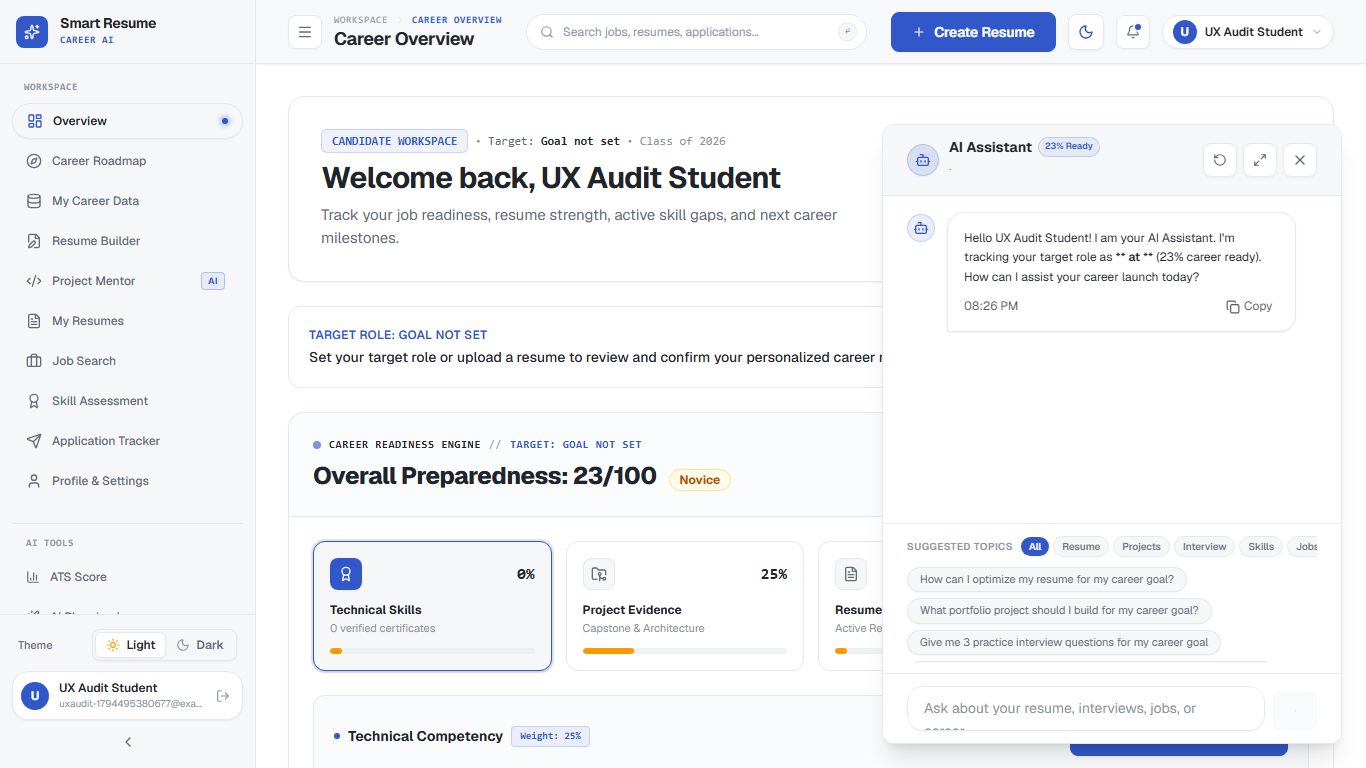 Smart Resume
CAREER AI
WORKSPACE
Overview
Career Roadmap
My Career Data
Resume Builder
Project Mentor AI
My Resumes
Job Search
Skill Assessment
Application Tracker
Profile & Settings
AI TOOLS
ATS Score
Theme Light Dark
U UX Audit Student
uxaudit-1794495380677@exa...
WORKSPACE CAREER OVERVIEW
Career Overview
Search jobs, resumes, applications...
+ Create Resume
U UX Audit Student
CANDIDATE WORKSPACE • Target: Goal not set • Class of 2026
Welcome back, UX Audit Student
Track your job readiness, resume strength, active skill gaps, and next career
milestones.
TARGET ROLE: GOAL NOT SET
Set your target role or upload a resume to review and confirm your personalized career
CAREER READINESS ENGINE // TARGET: GOAL NOT SET
Overall Preparedness: 23/100 Novice
0%
Technical Skills
0 verified certificates
25%
Project Evidence
Capstone & Architecture
Resume
Active Re
Technical Competency Weight: 25%
AI Assistant 23% Ready
.
Hello UX Audit Student! I am your AI Assistant. I'm
tracking your target role as ** at ** (23% career ready).
How can I assist your career launch today?
08:26 PM Copy
SUGGESTED TOPICS All Resume Projects Interview Skills Jobs
How can I optimize my resume for my career goal?
What portfolio project should I build for my career goal?
Give me 3 practice interview questions for my career goal
Ask about your resume, interviews, jobs, or